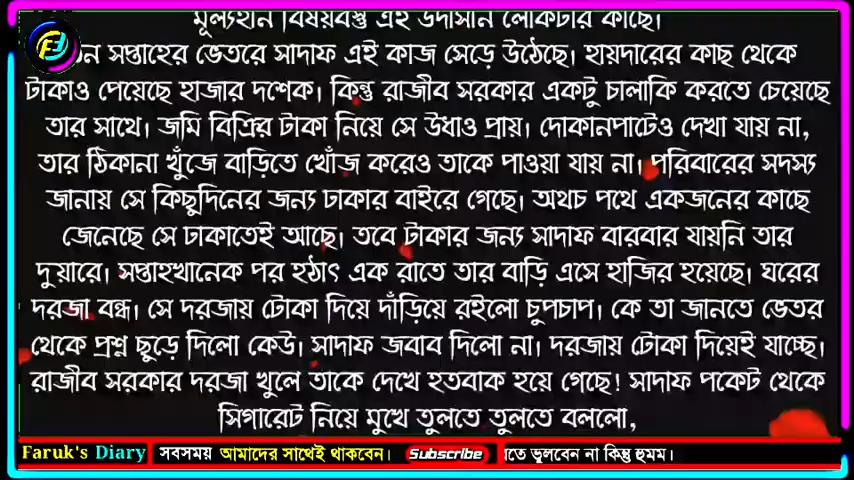 মূল্যহীন বিষয়বস্তু এই উদাসীন লোকটার কাছে।
সপ্তাহের ভেতরে সাদাফ এই কাজ সেড়ে উঠেছে। হায়দারের কাছ থেকে
টাকাও পেয়েছে হাজার দশেক। কিন্তু রাজীব সরকার একটু চালাকি করতে চেয়েছে
তার সাথে। জমি বিক্রির টাকা নিয়ে সে উধাও প্রায়। দোকানপাটেও দেখা যায় না,
তার ঠিকানা খুঁজে বাড়িতে খোঁজ করেও তাকে পাওয়া যায় না। পরিবারের সদস্য
জানায় সে কিছুদিনের জন্য ঢাকার বাইরে গেছে। অথচ পথে একজনের কাছে
জেনেছে সে ঢাকাতেই আছে। তবে টাকার জন্য সাদাফ বারবার যায়নি তার
দুয়ারে। সপ্তাহখানেক পর হঠাৎ এক রাতে তার বাড়ি এসে হাজির হয়েছে। ঘরের
দরজা বন্ধ। সে দরজায় টোকা দিয়ে দাঁড়িয়ে রইলো চুপচাপ। কে তা জানতে ভেতর
থেকে প্রশ্ন ছুড়ে দিলো কেউ। সাদাফ জবাব দিলো না। দরজায় টোকা দিয়েই যাচ্ছে।
রাজীব সরকার দরজা খুলে তাকে দেখে হতবাক হয়ে গেছে! সাদাফ পকেট থেকে
সিগারেট নিয়ে মুখে তুলতে তুলতে বললো,
Faruk's Diary সবসময় আমাদের সাথেই থাকবেন। Subscribe তে ভূলবেন না কিন্তু হুমম।